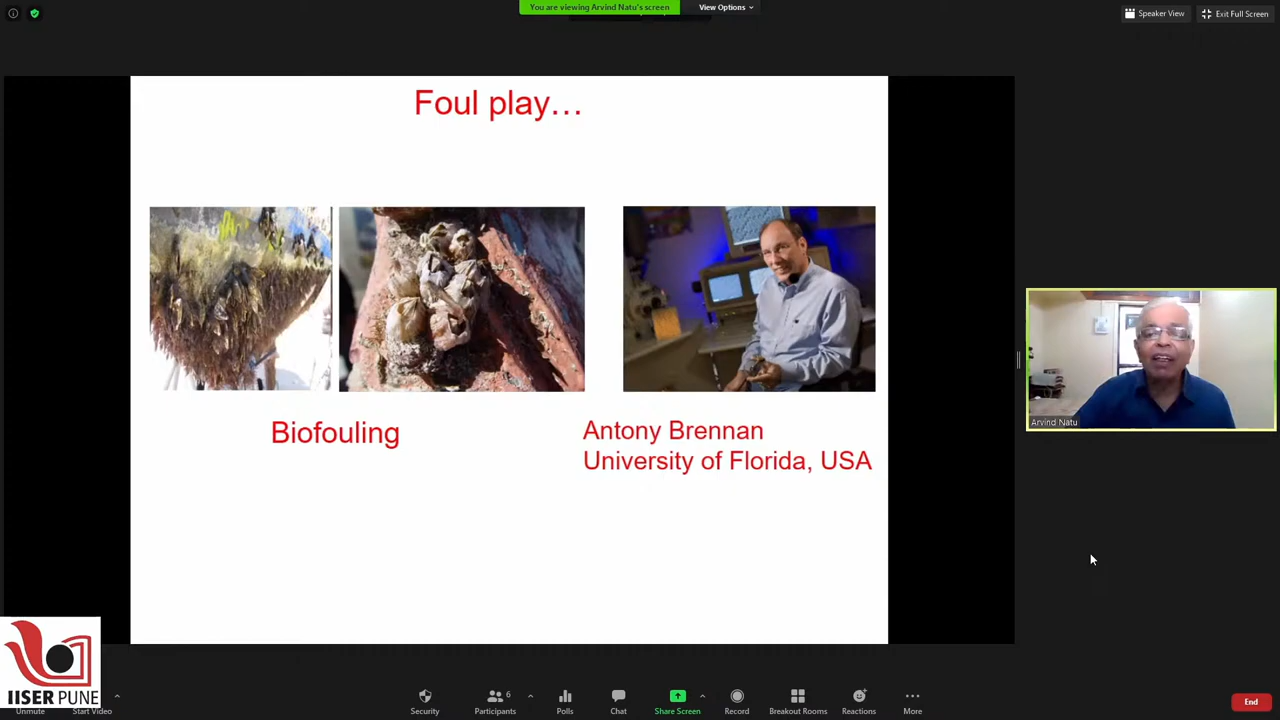 You are viewing Arvind Natu's screen
View Options
Speaker View
Exit Full Screen
Foul play...
Biofouling
Antony Brennan
University of Florida, USA
Arvind Natu
IISER PUNE
Unmute
Start Video
Security
Participants
6
Polls
Chat
Share Screen
Record
Breakout Rooms
Reactions
More
End